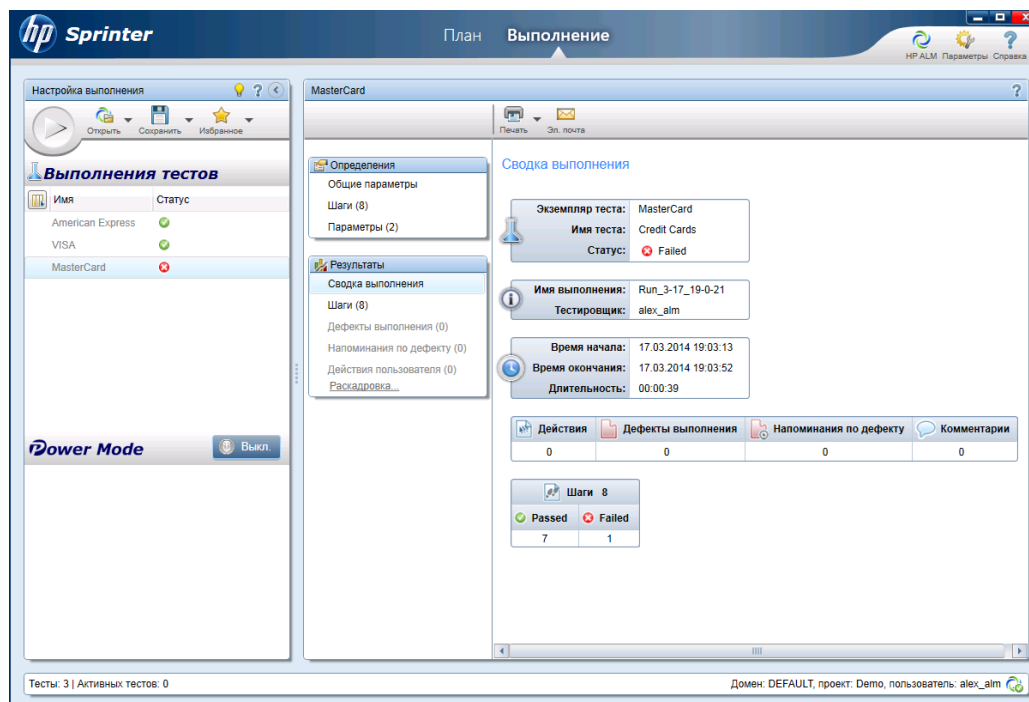 hp Sprinter
План Выполнение
HP ALM Параметры Справка
Настройка выполнения ?
Открыть Сохранить Избранное
Выполнения тестов
Имя Статус
American Express
VISA
MasterCard
Power Mode Выкл.
MasterCard ?
Печать Эл. почта
Определения
Общие параметры
Шаги (8)
Параметры (2)
Результаты
Сводка выполнения
Шаги (8)
Дефекты выполнения (0)
Напоминания по дефекту (0)
Действия пользователя (0)
Раскадровка...
Сводка выполнения
Экземпляр теста: MasterCard
Имя теста: Credit Cards
Статус: Failed
Имя выполнения: Run_3-17_19-0-21
Тестировщик: alex_alm
Время начала: 17.03.2014 19:03:13
Время окончания: 17.03.2014 19:03:52
Длительность: 00:00:39
Действия Дефекты выполнения Напоминания по дефекту Комментарии
0 0 0 0
Шаги 8
Passed Failed
7 1
Тесты: 3 | Активных тестов: 0
Домен: DEFAULT, проект: Demo, пользователь: alex_alm